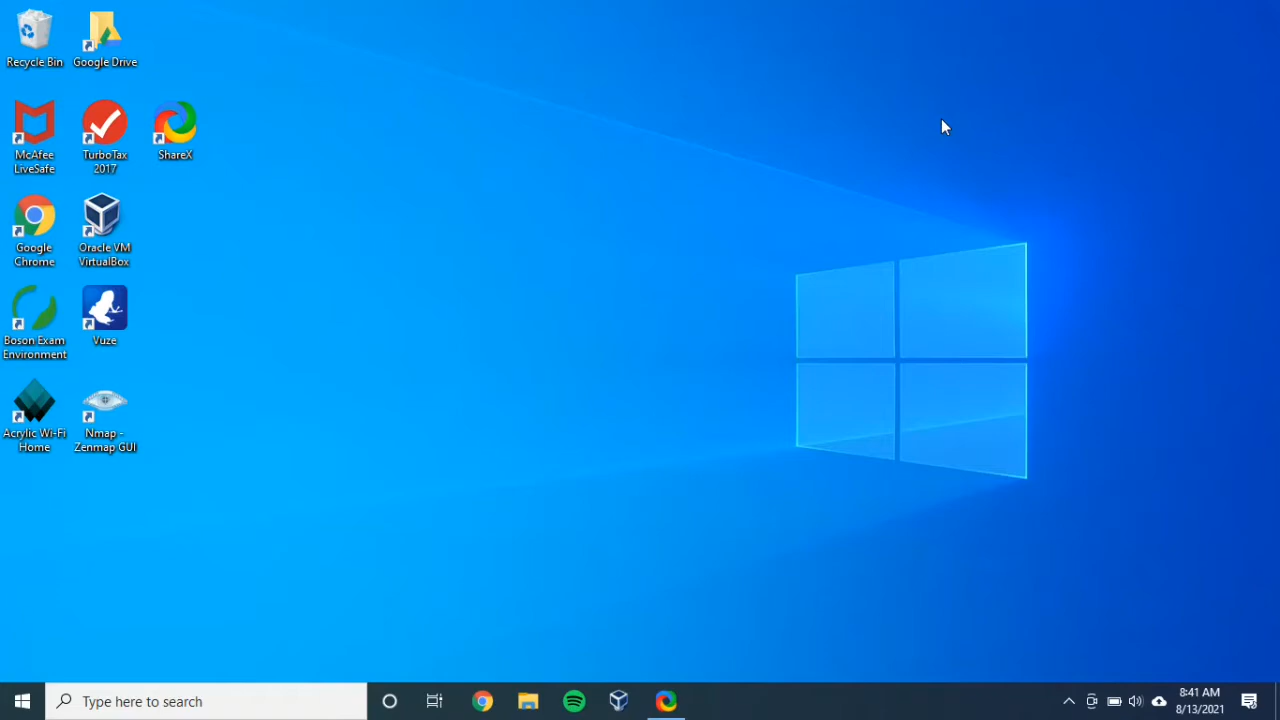 Recycle Bin
Google Drive
McAfee
LiveSafe
TurboTax
2017
ShareX
Google
Chrome
Oracle VM
VirtualBox
Boson Exam
Environment
Vuze
Acrylic Wi-Fi
Home
Nmap -
Zenmap GUI
Type here to search
8:41 AM
8/13/2021